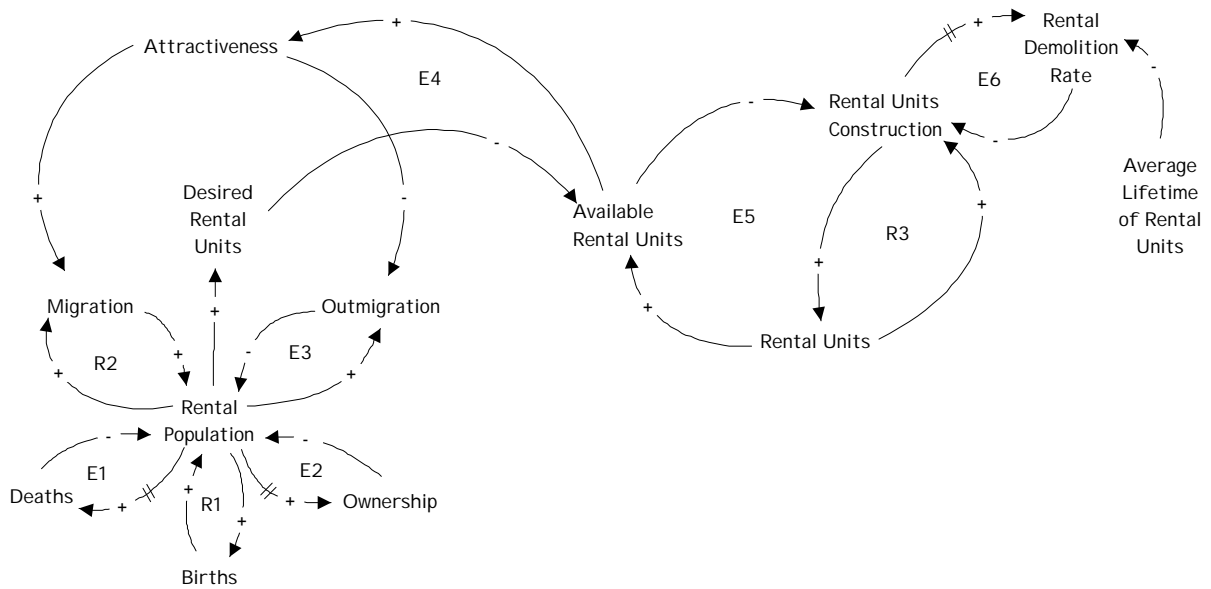 Attractiveness
+
E4
+
Rental
Demolition
Rate
E6
-
Rental Units
Construction
-
-
Average
Lifetime
of Rental
Units
-
+
Desired
Rental
Units
-
Available
Rental Units
E5
R3
+
+
+
Rental Units
Migration
+
Outmigration
R2
+
+
-
E3
+
Rental
Population
-
E1
Deaths
+
+
R1
+
-
E2
+
Ownership
Births